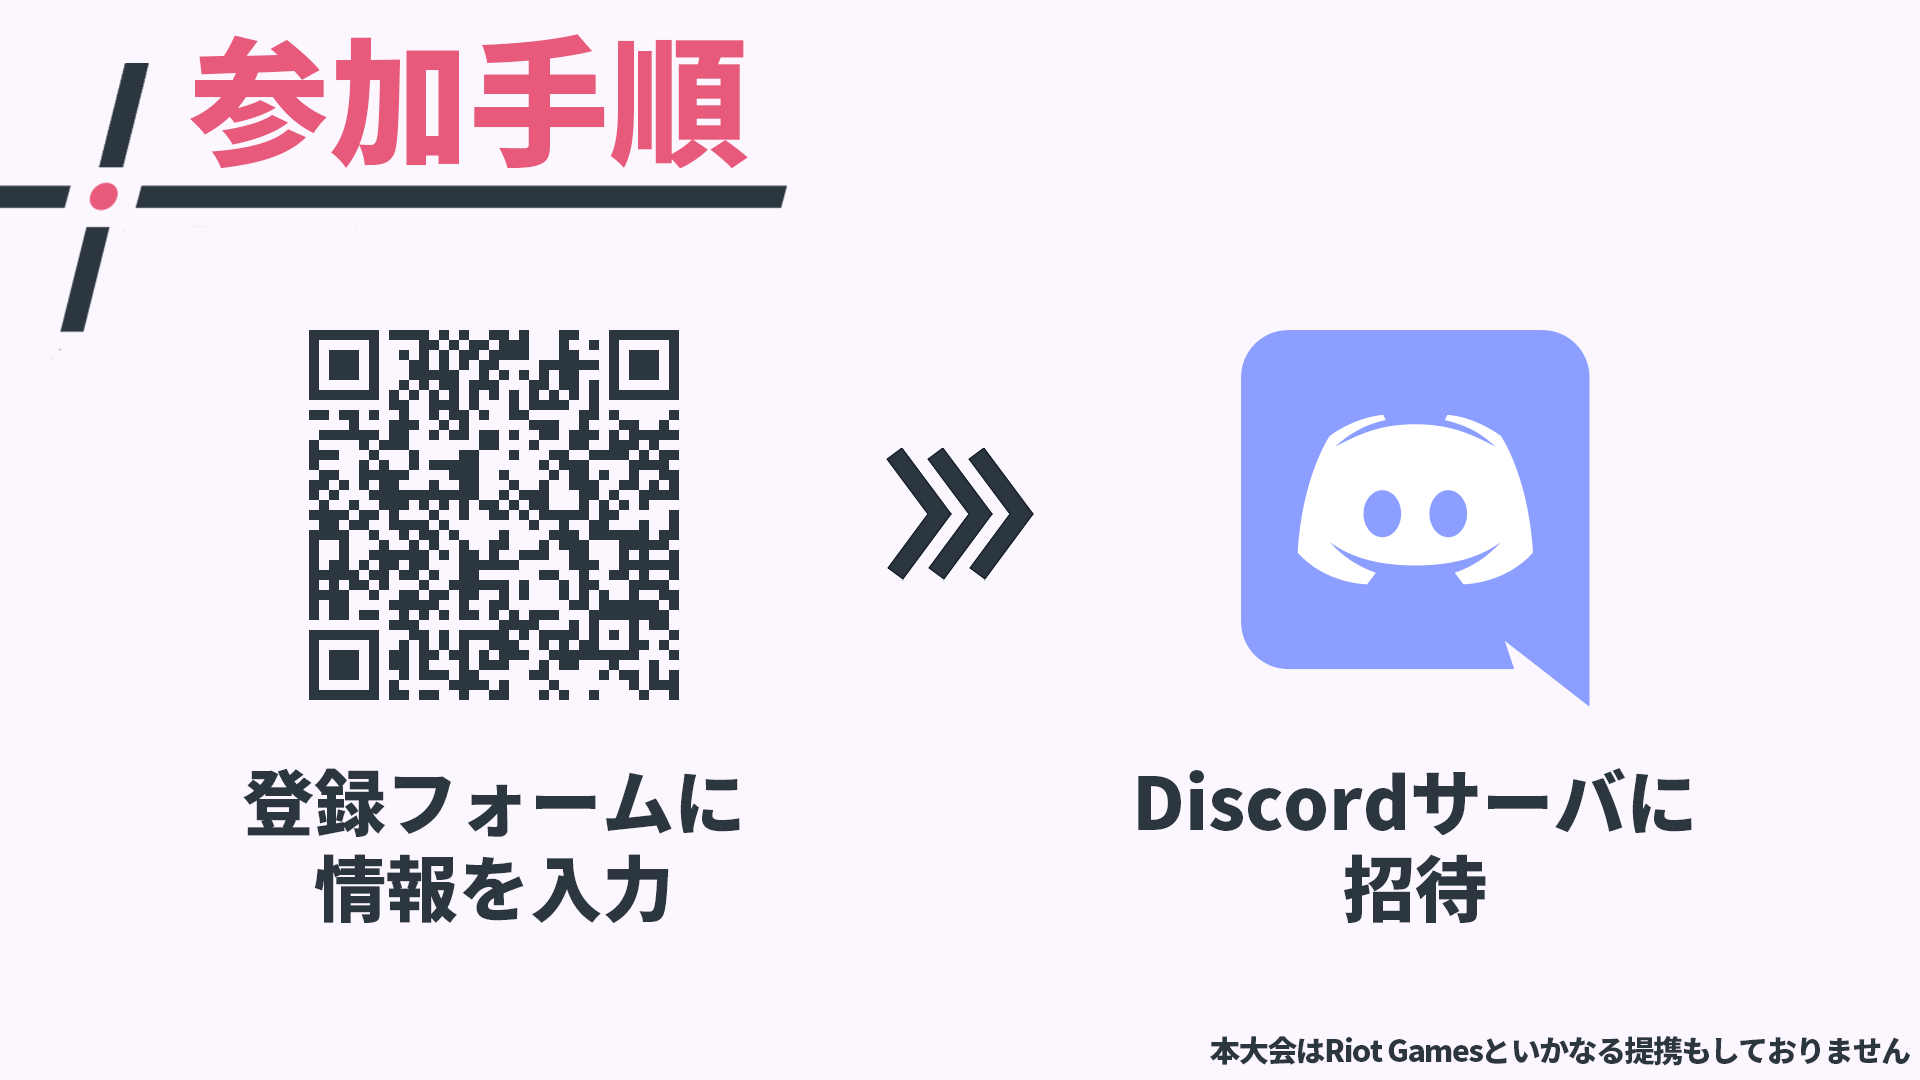 参加手順
登録フォームに
情報を入力
Discordサーバに
招待
本大会はRiot Gamesといかなる提携もしておりません